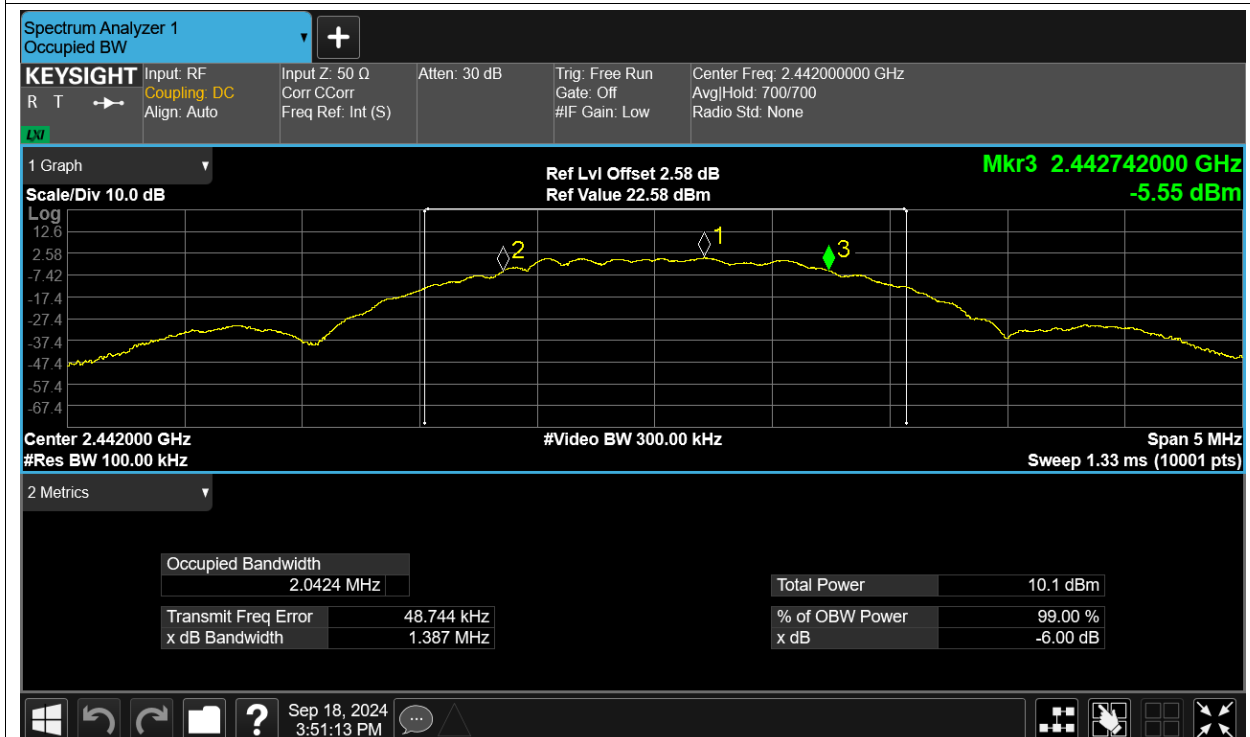 Spectrum Analyzer 1
Occupied BW
KEYSIGHT
R T
LXI
Input: RF
Coupling: DC
Align: Auto
Input Z: 50 Ω
Corr CCorr
Freq Ref: Int (S)
Atten: 30 dB
Trig: Free Run
Gate: Off
#IF Gain: Low
Center Freq: 2.442000000 GHz
Avg|Hold: 700/700
Radio Std: None
1 Graph
Scale/Div 10.0 dB
Ref Lvl Offset 2.58 dB
Ref Value 22.58 dBm
Mkr3 2.442742000 GHz
-5.55 dBm
Log
12.6
2.58
-7.42
-17.4
-27.4
-37.4
-47.4
-57.4
-67.4
2
1
3
Center 2.442000 GHz
#Video BW 300.00 kHz
Span 5 MHz
#Res BW 100.00 kHz
Sweep 1.33 ms (10001 pts)
2 Metrics
Occupied Bandwidth
2.0424 MHz
Total Power 10.1 dBm
Transmit Freq Error 48.744 kHz
% of OBW Power 99.00 %
x dB Bandwidth 1.387 MHz
x dB -6.00 dB
?
Sep 18, 2024
3:51:13 PM